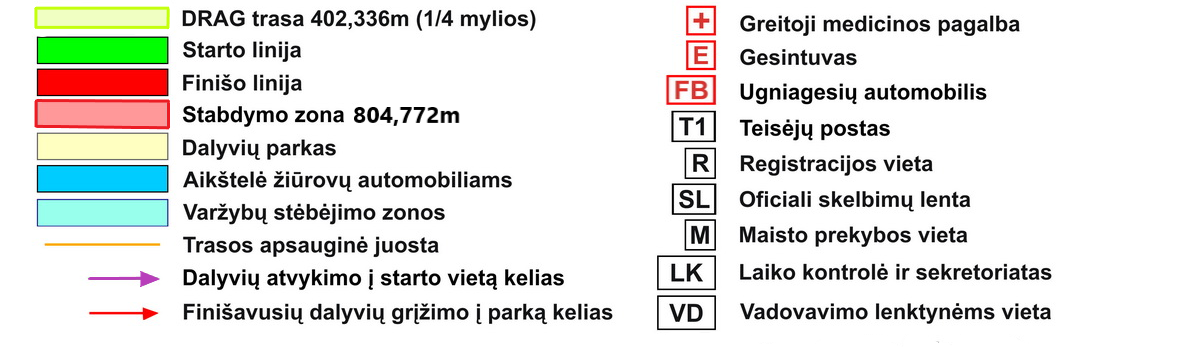 DRAG trasa 402,336m (1/4 mylios)
Starto linija
Finišo linija
Stabdymo zona 804,772m
Dalyvių parkas
Aikštelė žiūrovų automobiliams
Varžybų stėbėjimo zonos
Trasos apsauginė juosta
Dalyvių atvykimo į starto vietą kelias
Finišavusių dalyvių grįžimo į parką kelias
+ Greitoji medicinos pagalba
E Gesintuvas
FB Ugniagesių automobilis
T1 Teisėjų postas
R Registracijos vieta
SL Oficiali skelbimų lenta
M Maisto prekybos vieta
LK Laiko kontrolė ir sekretoriatas
VD Vadovavimo lenktynėms vieta